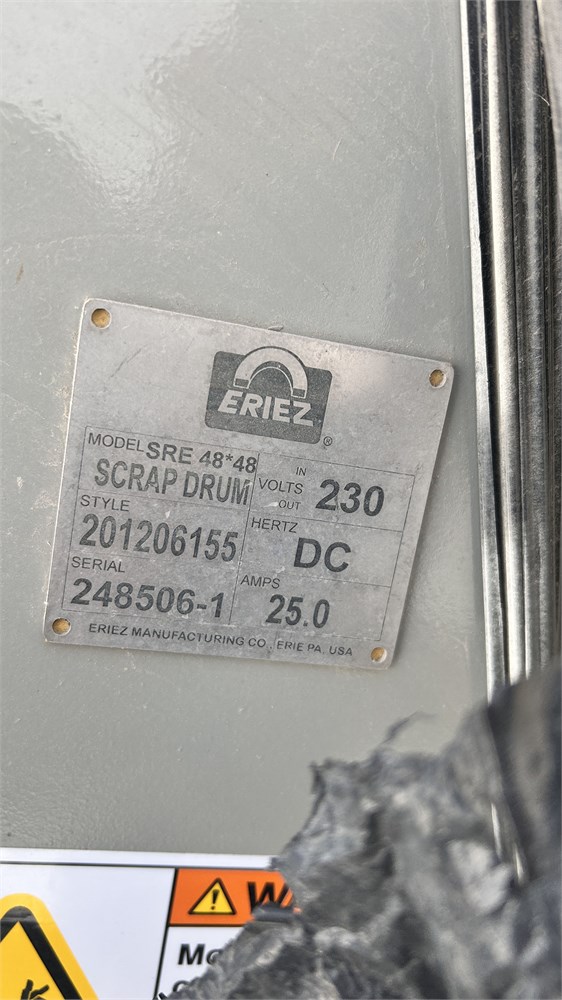 ERIEZ
®
MODEL SRE 48*48
SCRAP DRUM
IN
VOLTS 230
OUT
STYLE
201206155
HERTZ
DC
SERIAL
248506-1
AMPS
25.0
ERIEZ MANUFACTURING CO., ERIE PA, USA